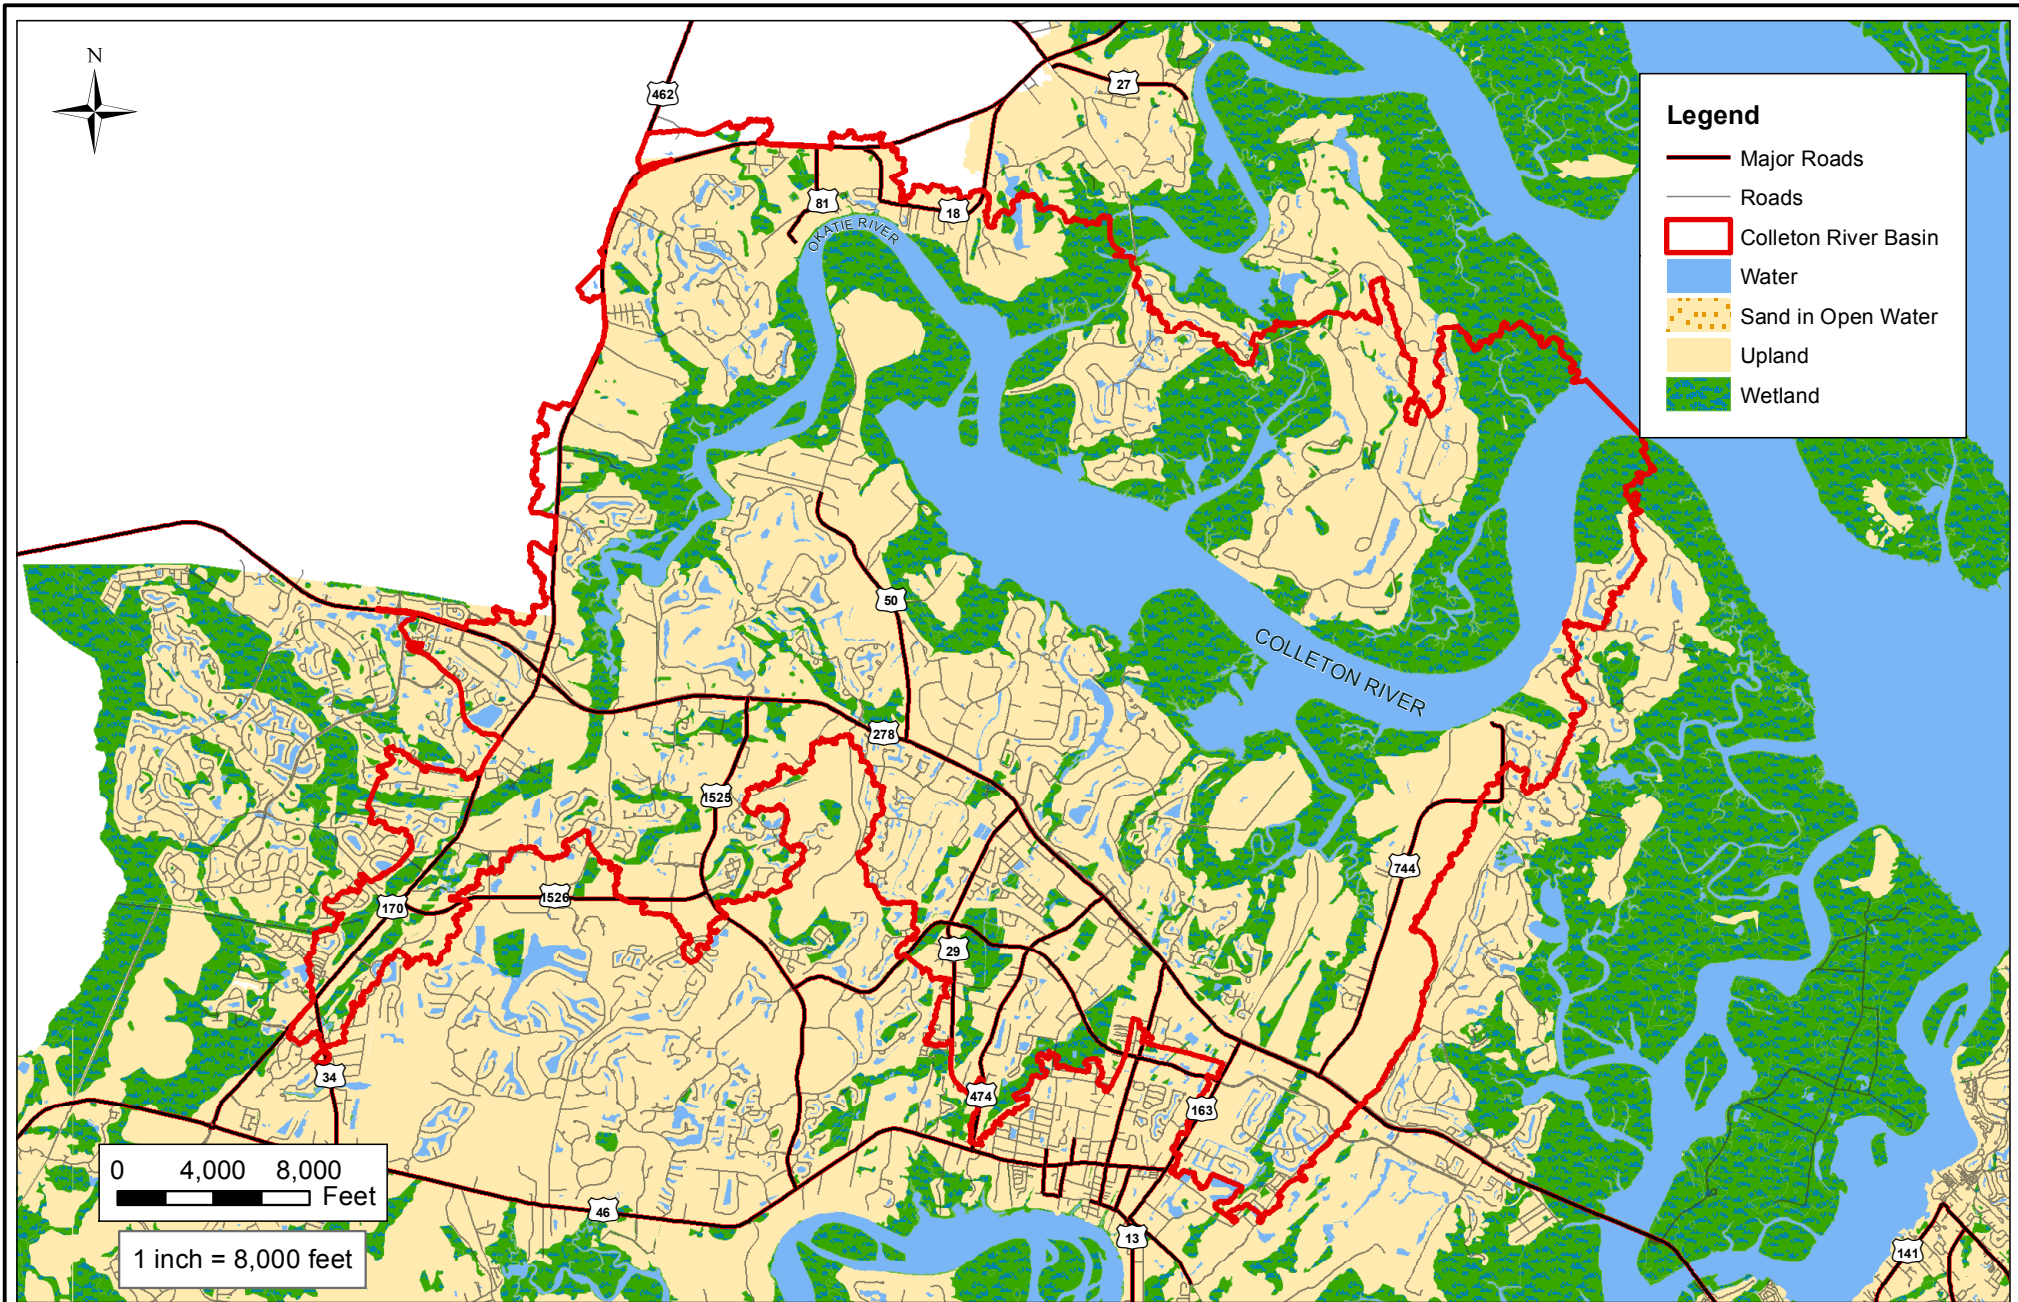 N
462
27
81
18
OKATIE RIVER
Legend
Major Roads
Roads
Colleton River Basin
Water
Sand in Open Water
Upland
Wetland
50
COLLETON RIVER
278
1525
744
170
1526
29
34
474
163
46
13
141
0 4,000 8,000
Feet
1 inch = 8,000 feet